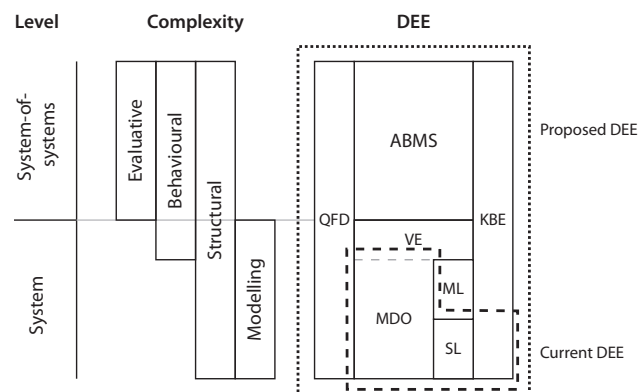 Level
Complexity
DEE
System-of-
systems
System
Evaluative
Behavioural
Structural
Modelling
QFD
ABMS
KBE
VE
ML
MDO
SL
Proposed DEE
Current DEE